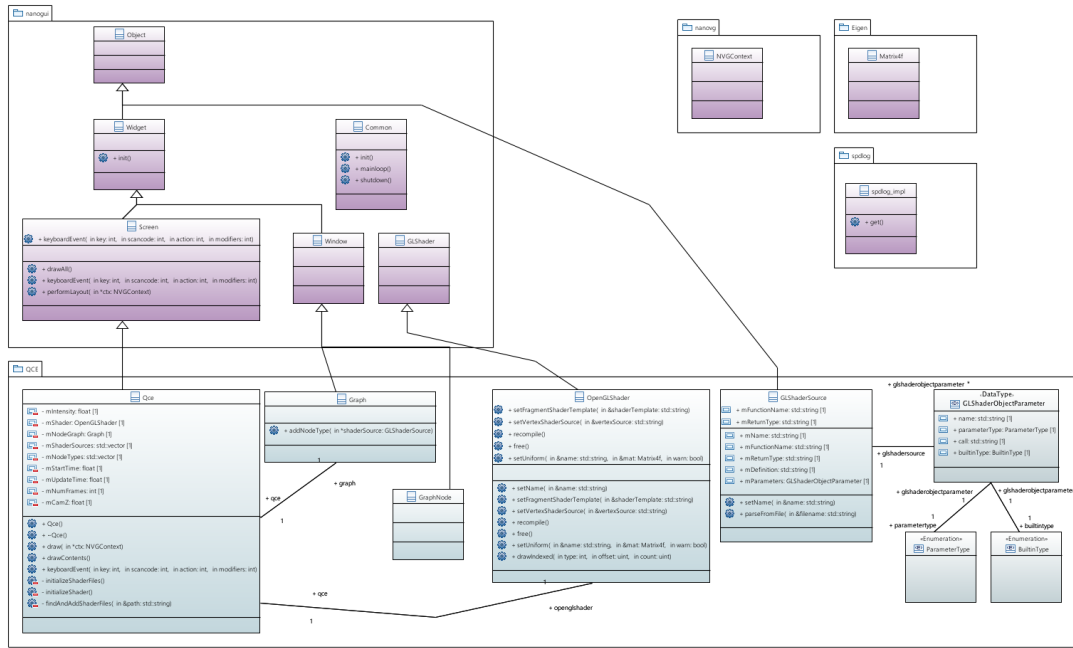 nanogui
Object
Widget
+ init()
Common
+ init()
+ mainloop()
+ shutdown()
Screen
+ keyboardEvent( in key: int, in scancode: int, in action: int, in modifiers: int)
+ drawAll()
+ keyboardEvent( in key: int, in scancode: int, in action: int, in modifiers: int)
+ performLayout( in *ctx: NVGContext)
Window
GLShader
nanovg
NVGContext
Eigen
Matrix4f
spdlog
spdlog_impl
+ get()
QCE
Qce
- mIntensity: float [1]
- mShader: OpenGLShader [1]
- mNodeGraph: Graph [1]
- mShaderSources: std::vector [1]
- mNodeTypes: std::vector [1]
- mStartTime: float [1]
- mUpdateTime: float [1]
- mNumFrames: int [1]
- mCamZ: float [1]
+ Qce()
+ ~Qce()
+ draw( in *ctx: NVGContext)
+ drawContents()
+ keyboardEvent( in key: int, in scancode: int, in action: int, in modifiers: int)
- initializeShaderFiles()
- initializeShader()
- findAndAddShaderFiles( in &path: std::string)
Graph
+ addNodeType( in *shaderSource: GLShaderSource)
1
+ graph
+ qce
1
GraphNode
+ qce
1
1
+ openglshader
OpenGLShader
+ setFragmentShaderTemplate( in &shaderTemplate: std::string)
+ setVertexShaderSource( in &vertexSource: std::string)
+ recompile()
+ free()
+ setUniform( in &name: std::string, in &mat: Matrix4f, in warn: bool)
+ setName( in &name: std::string)
+ setFragmentShaderTemplate( in &shaderTemplate: std::string)
+ setVertexShaderSource( in &vertexSource: std::string)
+ recompile()
+ free()
+ setUniform( in &name: std::string, in &mat: Matrix4f, in warn: bool)
+ drawIndexed( in type: int, in offset: uint, in count: uint)
GLShaderSource
+ mFunctionName: std::string [1]
+ mReturnType: std::string [1]
+ mName: std::string [1]
+ mFunctionName: std::string [1]
+ mReturnType: std::string [1]
+ mDefinition: std::string [1]
+ mParameters: GLShaderObjectParameter [1]
+ setName( in &name: std::string)
+ parseFromFile( in &filename: std::string)
+ glshaderobjectparameter *
+ glshadersource
1
«DataType»
GLShaderObjectParameter
+ name: std::string [1]
+ parameterType: ParameterType [1]
+ call: std::string [1]
+ builtinType: BuiltinType [1]
+ glshaderobjectparameter
+ glshaderobjectparameter
1
1
1
1
+ parametertype
+ builtintype
«Enumeration»
ParameterType
«Enumeration»
BuiltinType